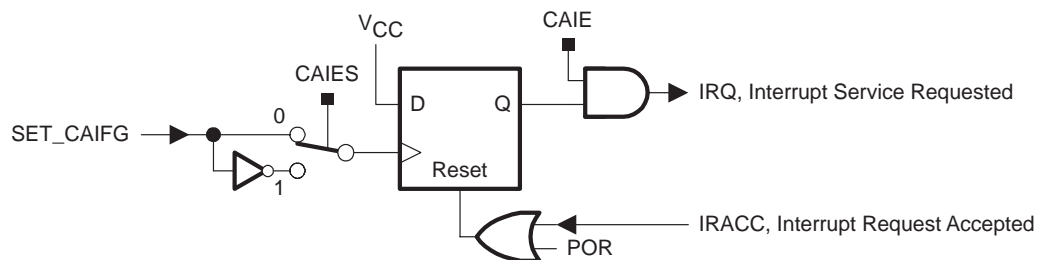 CAIE
VCC
CAIES
D
Q
IRQ, Interrupt Service Requested
0
SET_CAIFG
Reset
1
IRACC, Interrupt Request Accepted
POR